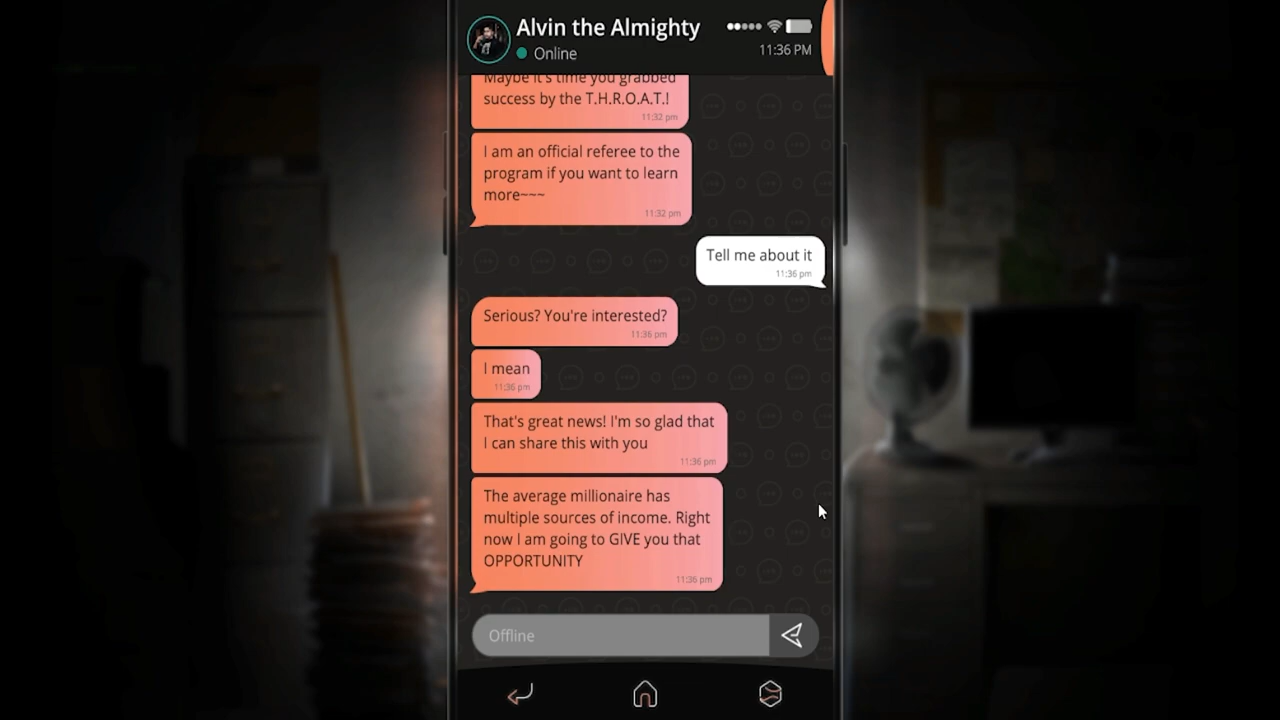 Alvin the Almighty
Online
11:36 PM
Maybe it's time you grabbed
success by the T.H.R.O.A.T.!
11:32 pm
I am an official referee to the
program if you want to learn
more~~~
11:32 pm
Tell me about it
11:36 pm
Serious? You're interested?
11:36 pm
I mean
11:36 pm
That's great news! I'm so glad that
I can share this with you
11:36 pm
The average millionaire has
multiple sources of income. Right
now I am going to GIVE you that
OPPORTUNITY
11:36 pm
Offline